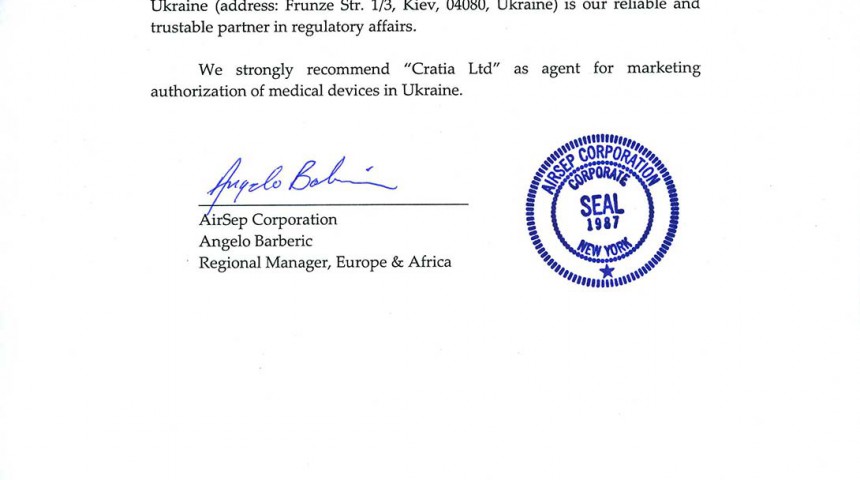 Ukraine (address: Frunze Str. 1/3, Kiev, 04080, Ukraine) is our reliable and
trustable partner in regulatory affairs.
We strongly recommend “Cratia Ltd” as agent for marketing
authorization of medical devices in Ukraine.
Angelo Barberic
AirSep Corporation
Angelo Barberic
Regional Manager, Europe & Africa
AIRSEP CORPORATION
CORPORATE
SEAL
1987
NEW YORK